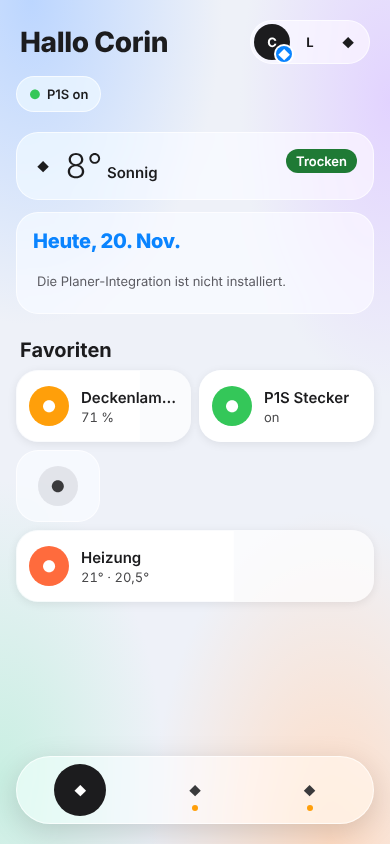 Hallo Corin
C
L
P1S on
8° Sonnig
Trocken
Heute, 20. Nov.
Die Planer-Integration ist nicht installiert.
Favoriten
Deckenlam...
71 %
P1S Stecker
on
Heizung
21° · 20,5°